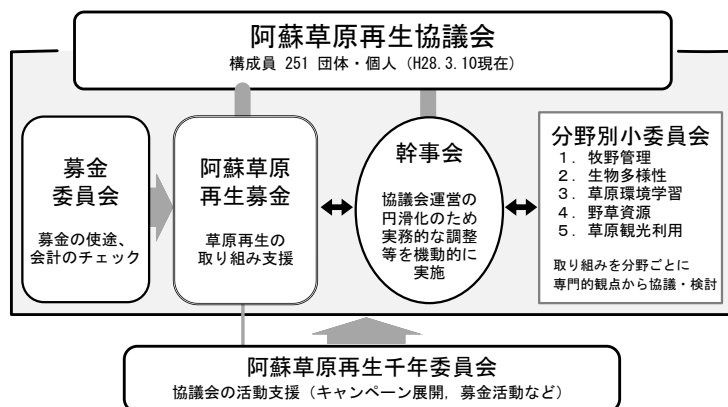 阿蘇草原再生協議会
構成員 251 団体・個人（H28.3.10現在）
募金
委員会
募金の使途、
会計のチェック
阿蘇草原
再生募金
草原再生の
取り組み支援
幹事会
協議会運営の
円滑化のため
実務的な調整
等を機動的に
実施
分野別小委員会
１．牧野管理
２．生物多様性
３．草原環境学習
４．野草資源
５．草原観光利用
取り組みを分野ごとに
専門的観点から協議・検討
阿蘇草原再生千年委員会
協議会の活動支援（キャンペーン展開, 募金活動など）